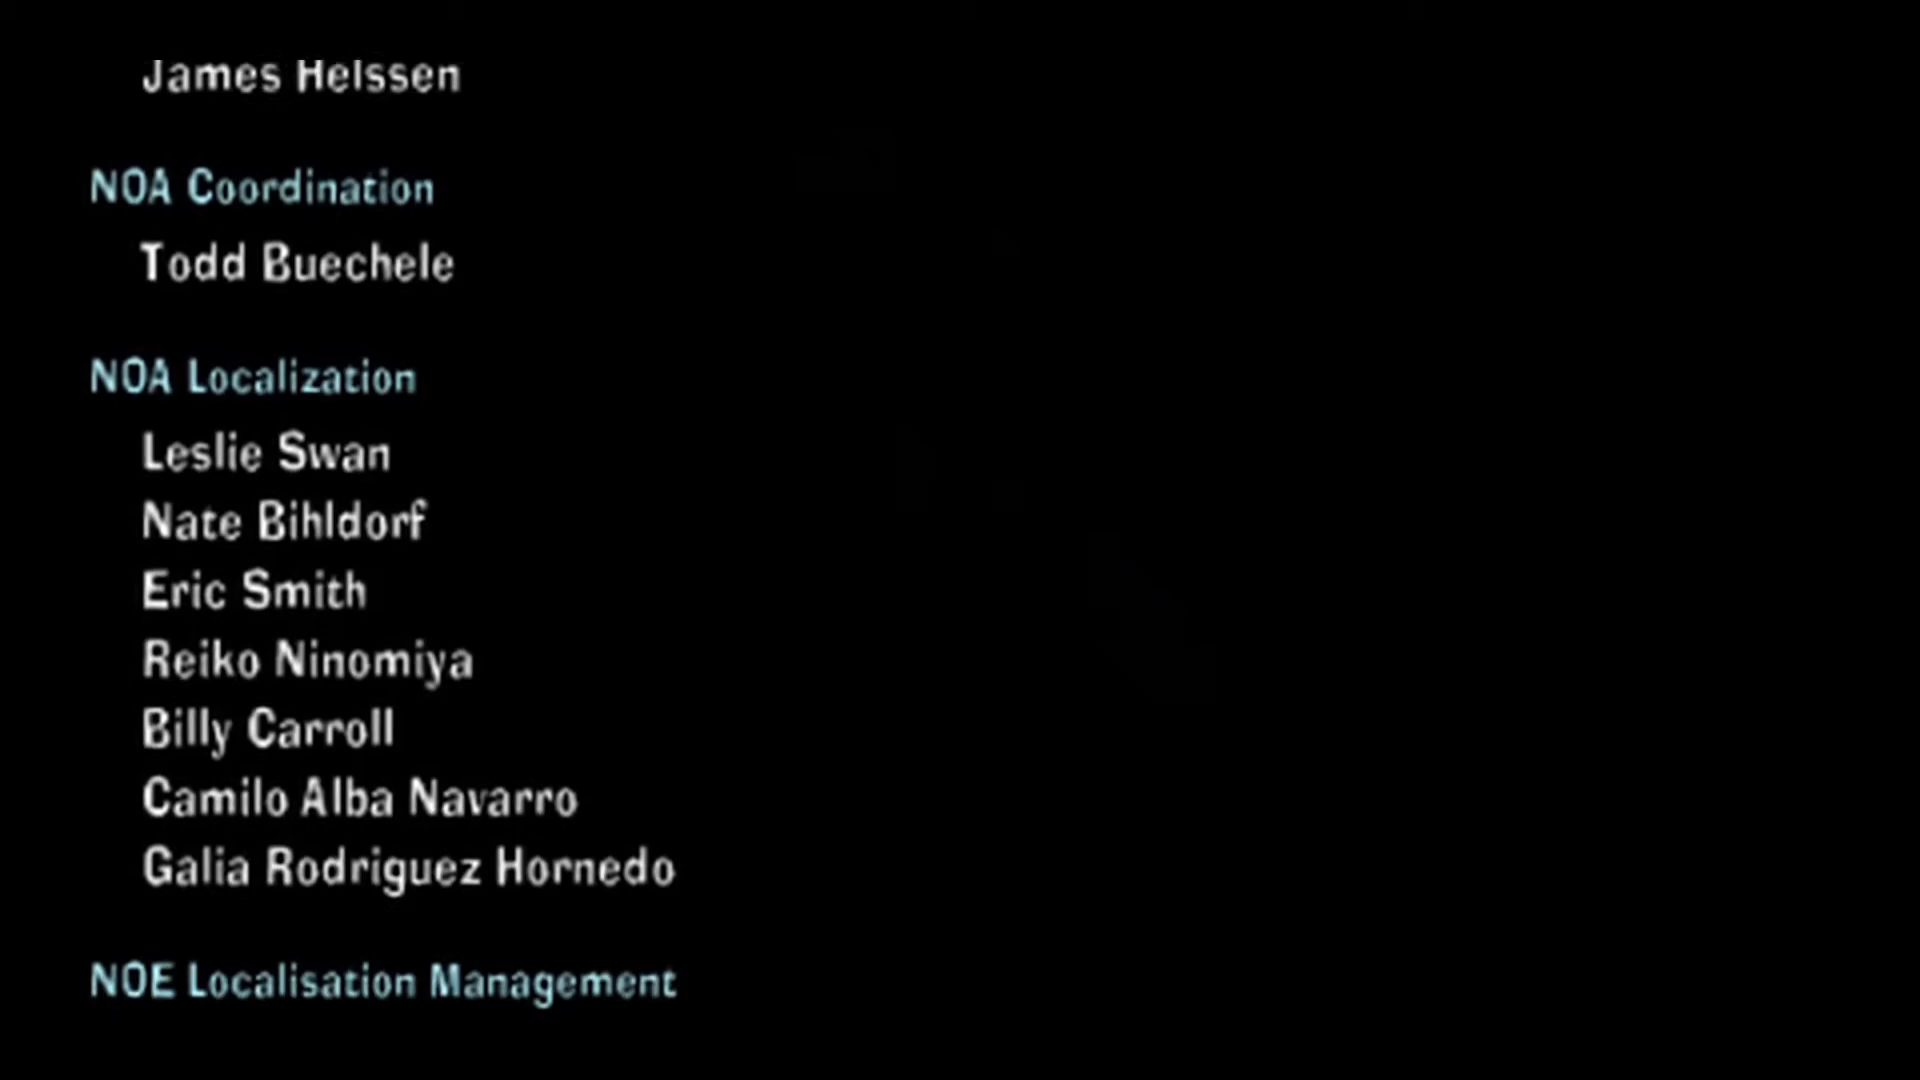 James Helssen
NOA Coordination
Todd Buechele
NOA Localization
Leslie Swan
Nate Bihldorf
Eric Smith
Reiko Ninomiya
Billy Carroll
Camilo Alba Navarro
Galia Rodriguez Hornedo
NOE Localisation Management